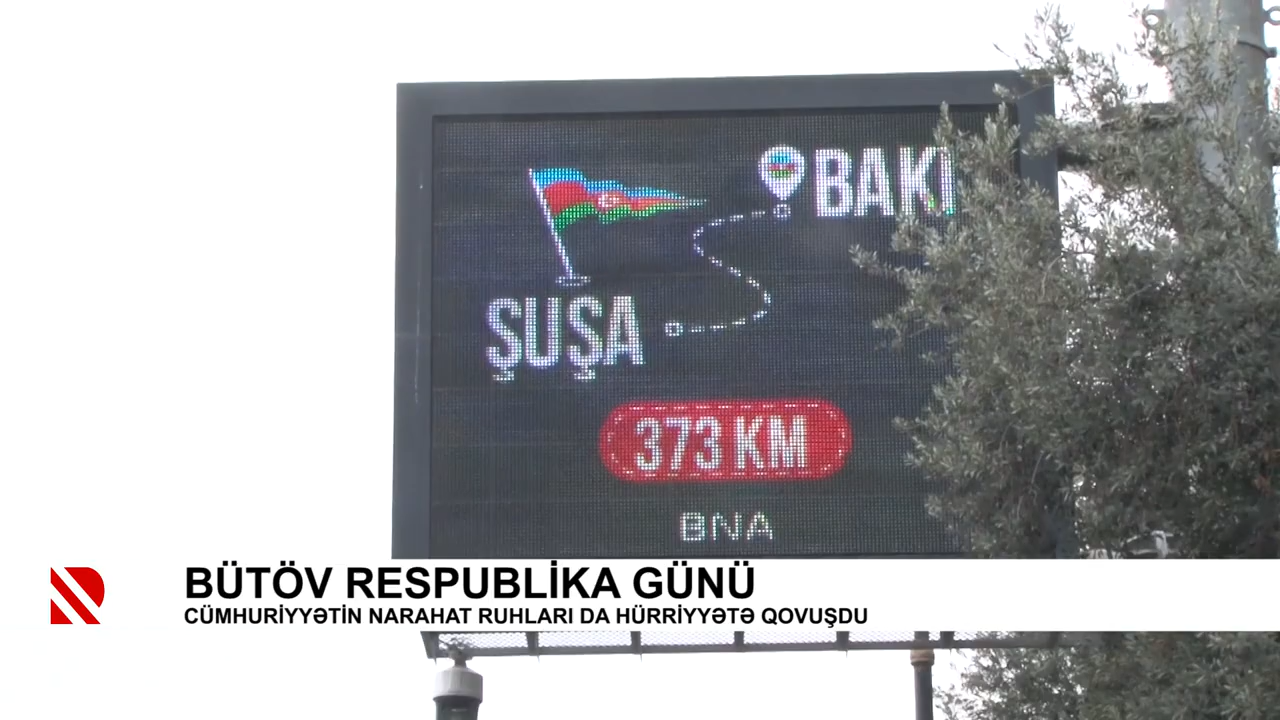 BAKI
ŞUŞA
373 KM
BNA
BÜTÖV RESPUBLİKA GÜNÜ
CÜMHURİYYƏTİN NARAHAT RUHLARI DA HÜRRİYYƏTƏ QOVUŞDU